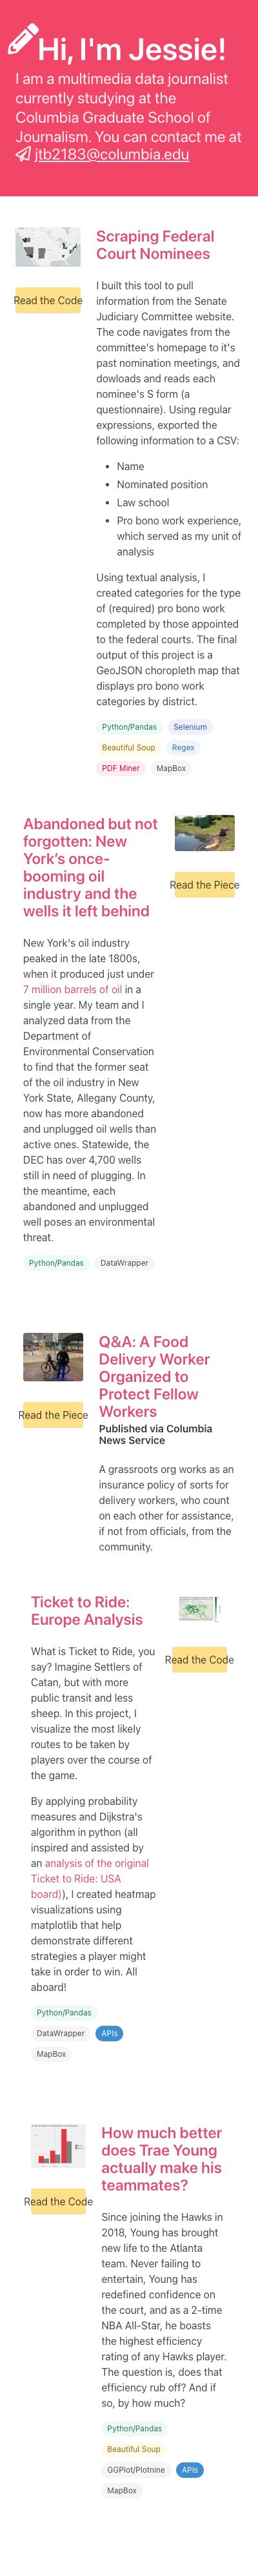 Hi, I'm Jessie!
I am a multimedia data journalist
currently studying at the
Columbia Graduate School of
Journalism. You can contact me at
jtb2183@columbia.edu
Read the Code
Scraping Federal
Court Nominees
I built this tool to pull
information from the Senate
Judiciary Committee website.
The code navigates from the
committee's homepage to it's
past nomination meetings, and
dowloads and reads each
nominee's S form (a
questionnaire). Using regular
expressions, exported the
following information to a CSV:
• Name
• Nominated position
• Law school
• Pro bono work experience,
which served as my unit of
analysis
Using textual analysis, I
created categories for the type
of (required) pro bono work
completed by those appointed
to the federal courts. The final
output of this project is a
GeoJSON choropleth map that
displays pro bono work
categories by district.
Python/Pandas Selenium
Beautiful Soup Regex
PDF Miner MapBox
Abandoned but not
forgotten: New
York's once-
booming oil
industry and the
wells it left behind
New York's oil industry
peaked in the late 1800s,
when it produced just under
7 million barrels of oil in a
single year. My team and I
analyzed data from the
Department of
Environmental Conservation
to find that the former seat
of the oil industry in New
York State, Allegany County,
now has more abandoned
and unplugged oil wells than
active ones. Statewide, the
DEC has over 4,700 wells
still in need of plugging. In
the meantime, each
abandoned and unplugged
well poses an environmental
threat.
Python/Pandas DataWrapper
Read the Piece
Read the Piece
Q&A: A Food
Delivery Worker
Organized to
Protect Fellow
Workers
Published via Columbia
News Service
A grassroots org works as an
insurance policy of sorts for
delivery workers, who count
on each other for assistance,
if not from officials, from the
community.
Ticket to Ride:
Europe Analysis
What is Ticket to Ride, you
say? Imagine Settlers of
Catan, but with more
public transit and less
sheep. In this project, I
visualize the most likely
routes to be taken by
players over the course of
the game.
By applying probability
measures and Dijkstra's
algorithm in python (all
inspired and assisted by
an analysis of the original
Ticket to Ride: USA
board)), I created heatmap
visualizations using
matplotlib that help
demonstrate different
strategies a player might
take in order to win. All
aboard!
Python/Pandas
DataWrapper APIs
MapBox
Read the Code
Read the Code
How much better
does Trae Young
actually make his
teammates?
Since joining the Hawks in
2018, Young has brought
new life to the Atlanta
team. Never failing to
entertain, Young has
redefined confidence on
the court, and as a 2-time
NBA All-Star, he boasts
the highest efficiency
rating of any Hawks player.
The question is, does that
efficiency rub off? And if
so, by how much?
Python/Pandas
Beautiful Soup
GGPlot/Plotnine APIs
MapBox